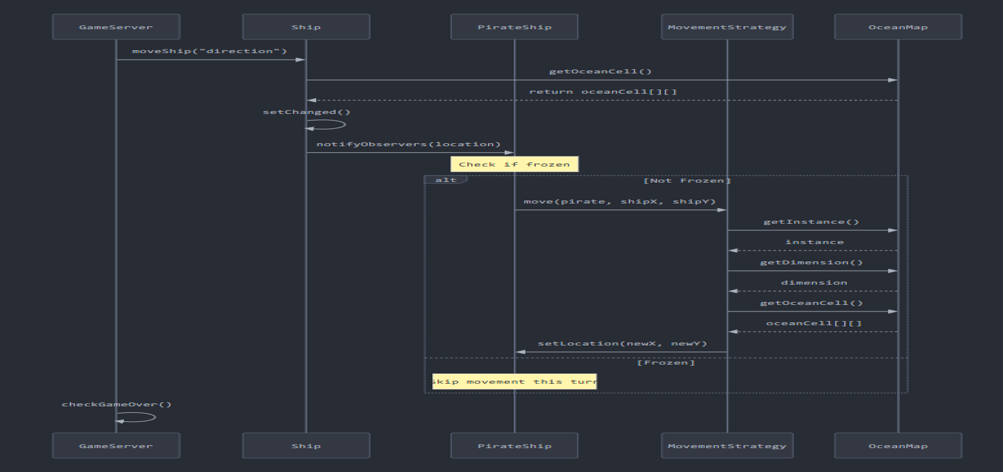 GameServer
Ship
PirateShip
MovementStrategy
OceanMap
moveShip("direction")
getOceanCell()
return oceanCell[][]
setChanged()
notifyObservers(location)
Check if frozen
alt
[Not Frozen]
move(pirate, shipX, shipY)
getInstance()
instance
getDimension()
dimension
getOceanCell()
oceanCell[][]
setLocation(newX, newY)
[Frozen]
skip movement this turn
checkGameOver()
GameServer
Ship
PirateShip
MovementStrategy
OceanMap